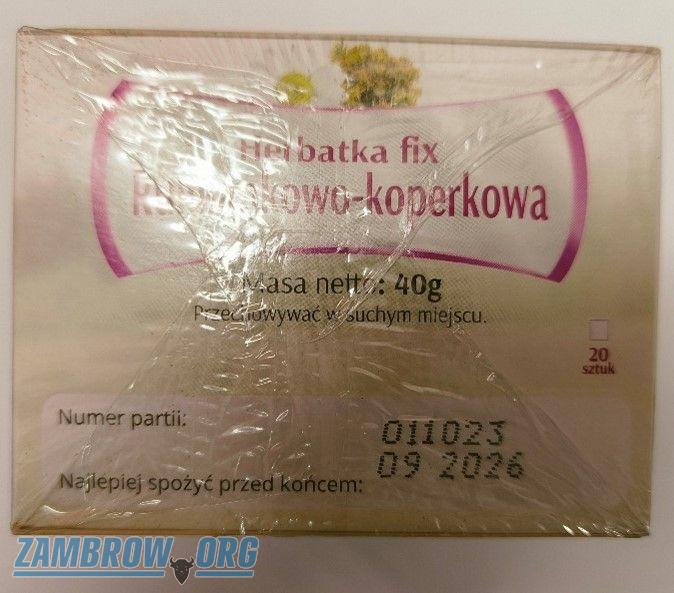 Herbatka fix
rumiankowo-koperkowa
Masa netto: 40g
Przechowywać w suchym miejscu.
20
sztuk
Numer partii: 011023
Najlepiej spożyć przed końcem: 09 2026
ZAMBROW.ORG